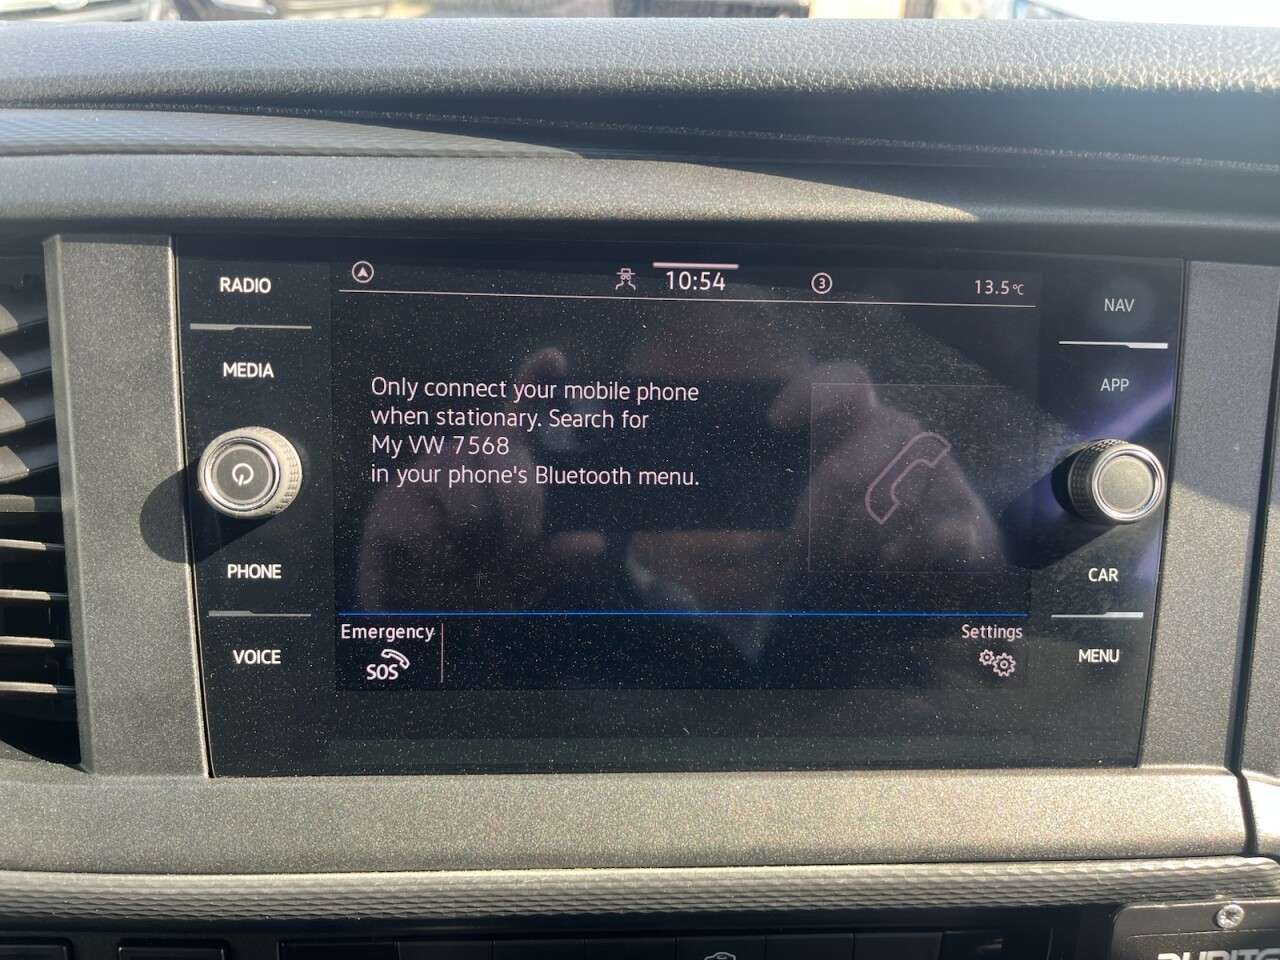 RADIO
MEDIA
PHONE
VOICE
10:54
3
13.5°C
Only connect your mobile phone
when stationary. Search for
My VW 7568
in your phone's Bluetooth menu.
Emergency
SOS
Settings
NAV
APP
CAR
MENU